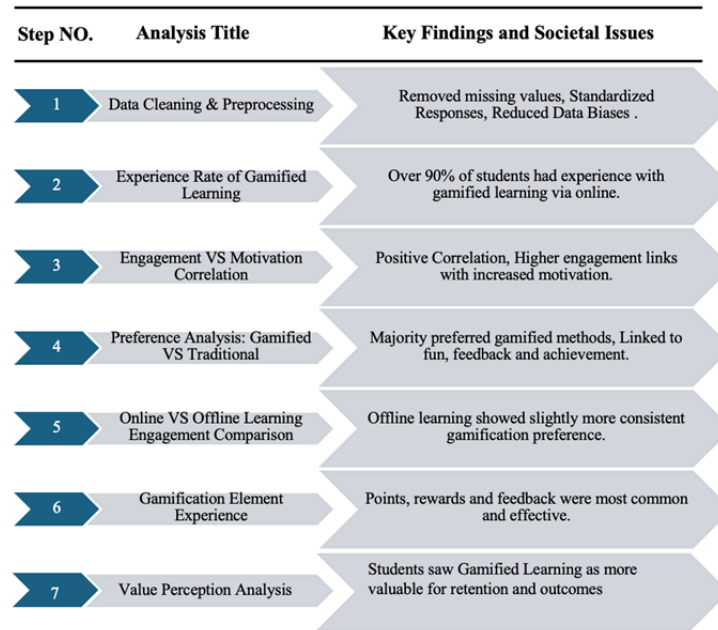 Step NO. Analysis Title Key Findings and Societal Issues
1 Data Cleaning & Preprocessing
Removed missing values, Standardized
Responses, Reduced Data Biases .
2 Experience Rate of Gamified
Learning
Over 90% of students had experience with
gamified learning via online.
3 Engagement VS Motivation
Correlation
Positive Correlation, Higher engagement links
with increased motivation.
4 Preference Analysis: Gamified
VS Traditional
Majority preferred gamified methods, Linked to
fun, feedback and achievement.
5 Online VS Offline Learning
Engagement Comparison
Offline learning showed slightly more consistent
gamification preference.
6 Gamification Element
Experience
Points, rewards and feedback were most common
and effective.
7 Value Perception Analysis
Students saw Gamified Learning as more
valuable for retention and outcomes